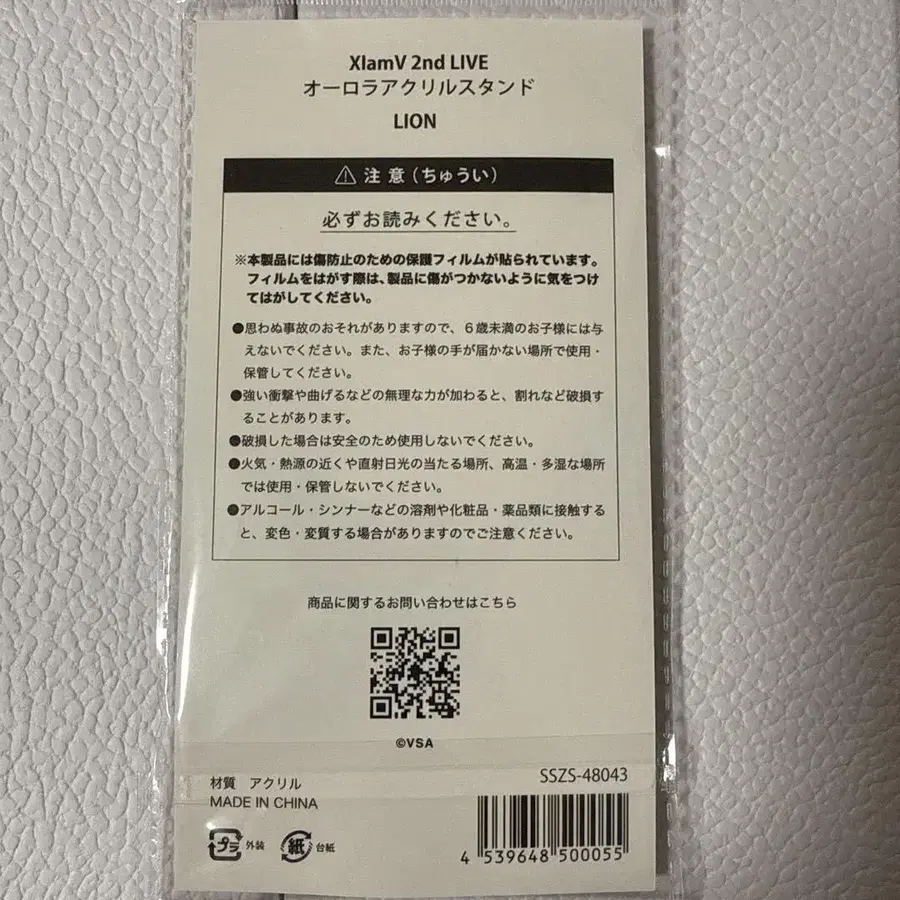 XlamV 2nd LIVE
オーロラアクリルスタンド
LION
⚠ 注意(ちゅうい)
必ずお読みください。
※本製品には傷防止のための保護フィルムが貼られています。
フィルムをはがす際は、製品に傷がつかないように気をつけ
てはがしてください。
●思わぬ事故のおそれがありますので、6歳未満のお子様には与
えないでください。また、お子様の手が届かない場所で使用・
保管してください。
●強い衝撃や曲げるなどの無理な力が加わると、割れなど破損す
ることがあります。
●破損した場合は安全のため使用しないでください。
●火気・熱源の近くや直射日光の当たる場所、高温・多湿な場所
では使用・保管しないでください。
●アルコール・シンナーなどの溶剤や化粧品・薬品類に接触する
と、変色・変質する場合がありますのでご注意ください。
商品に関するお問い合わせはこちら
©VSA
材質 アクリル
MADE IN CHINA
SSZS-48043
プラ 外装 紙 台紙
4 539648 500055